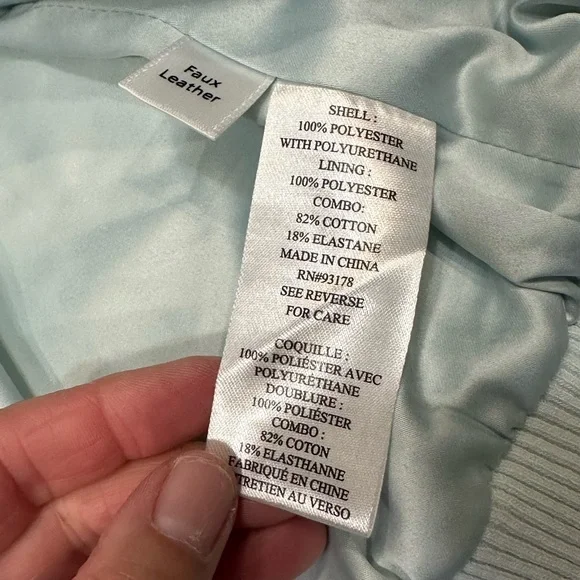 Faux
Leather
SHELL :
100% POLYESTER
WITH POLYURETHANE
LINING :
100% POLYESTER
COMBO:
82% COTTON
18% ELASTANE
MADE IN CHINA
RN#93178
SEE REVERSE
FOR CARE
COQUILLE :
100% POLIÉSTER AVEC
POLYURÉTHANE
DOUBLURE :
100% POLIÉSTER
COMBO :
82% COTON
18% ELASTHANNE
FABRIQUÉ EN CHINE
ENTRETIEN AU VERSO